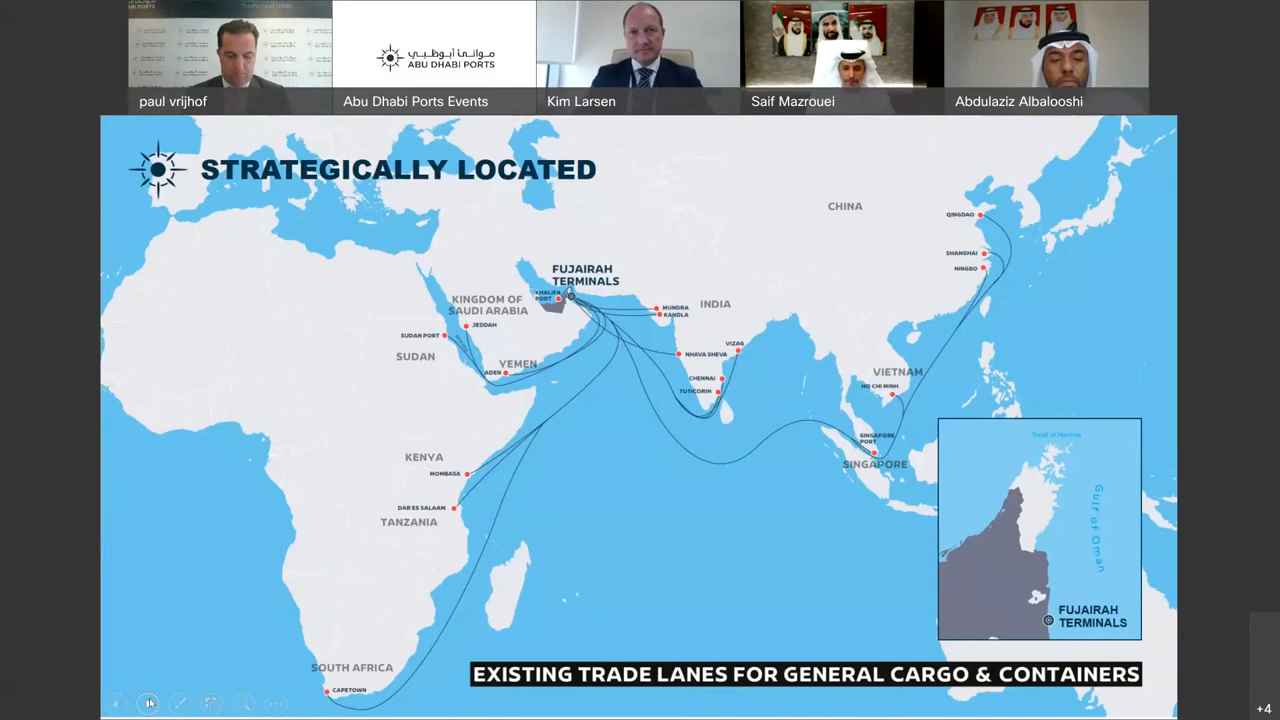 paul vrijhof
موانئ أبوظبي
ABU DHABI PORTS
Abu Dhabi Ports Events
Kim Larsen
Saif Mazrouei
Abdulaziz Albalooshi
STRATEGICALLY LOCATED
CHINA
QINGDAO
SHANGHAI
NINGBO
FUJAIRAH
TERMINALS
KHALIFA
PORT
KINGDOM OF
SAUDI ARABIA
INDIA
MUNDRA
KANDLA
JEDDAH
SUDAN PORT
SUDAN
YEMEN
ADEN
NHAVA SHEVA
VIZAG
CHENNAI
TUTICORIN
VIETNAM
HO CHI MINH
SINGAPORE
PORT
SINGAPORE
KENYA
MOMBASA
DAR ES SALAAM
TANZANIA
Strait of Hormuz
Gulf of Oman
FUJAIRAH
TERMINALS
SOUTH AFRICA
CAPETOWN
EXISTING TRADE LANES FOR GENERAL CARGO & CONTAINERS
+4